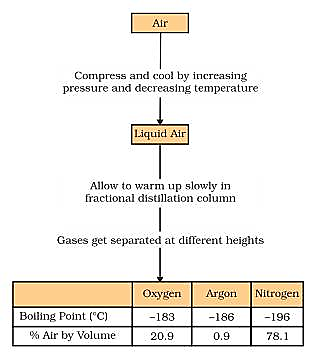 Air
Compress and cool by increasing
pressure and decreasing temperature
Liquid Air
Allow to warm up slowly in
fractional distillation column
Gases get separated at different heights
Oxygen Argon Nitrogen
Boiling Point (°C) –183 –186 –196
% Air by Volume 20.9 0.9 78.1